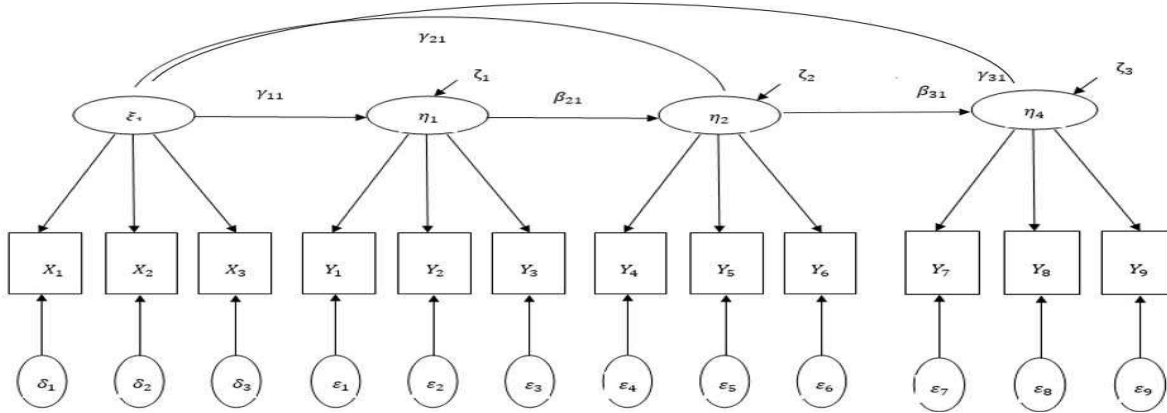 γ₂₁
ζ₁ ζ₂ γ₃₁ ζ₃
γ₁₁ β₂₁ β₃₁
ξ₁ η₁ η₂ η₄
X₁ X₂ X₃ Y₁ Y₂ Y₃ Y₄ Y₅ Y₆ Y₇ Y₈ Y₉
δ₁ δ₂ δ₃ ε₁ ε₂ ε₃ ε₄ ε₅ ε₆ ε₇ ε₈ ε₉